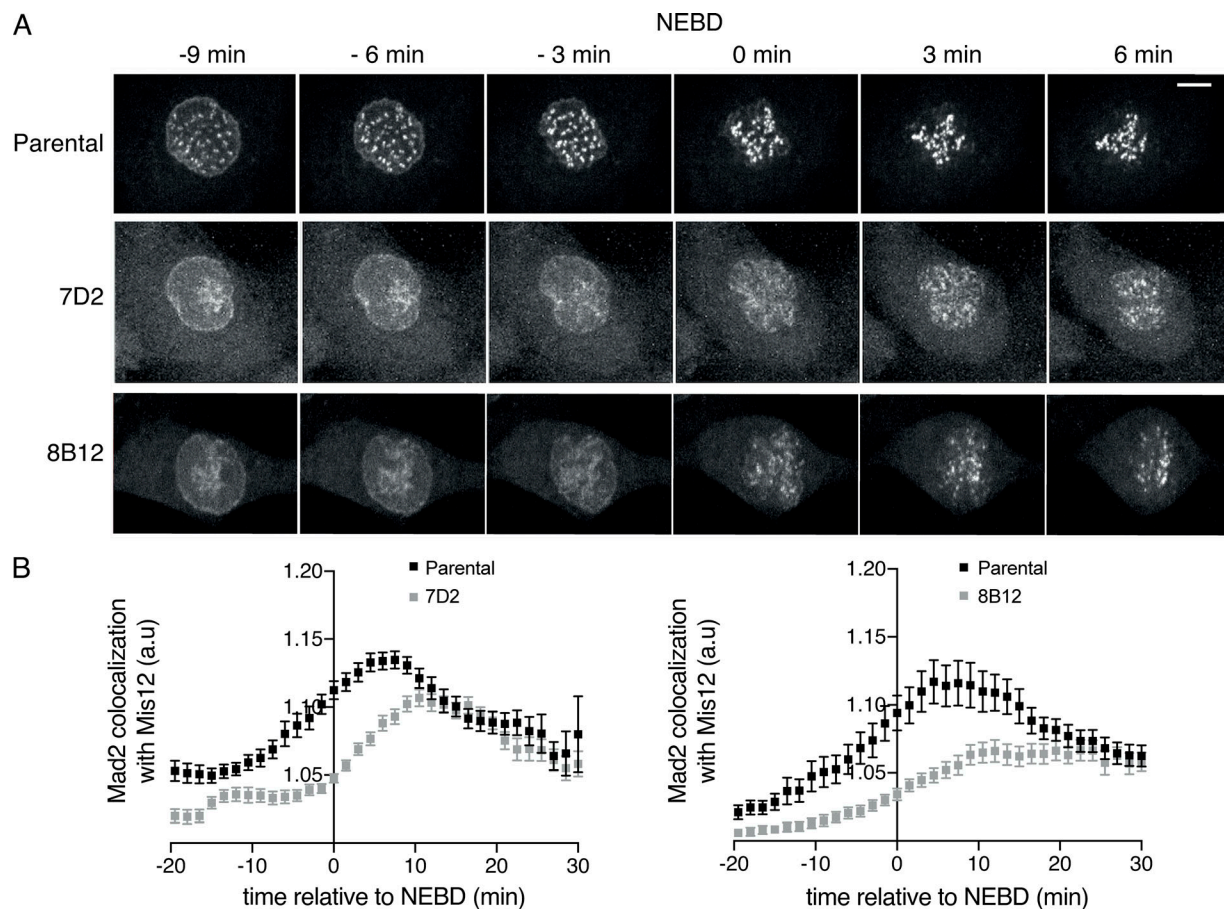 A
NEBD
-9 min - 6 min - 3 min 0 min 3 min 6 min
Parental
7D2
8B12
B
Mad2 colocalization
with Mis12 (a.u)
1.20
1.15
1.10
1.05
Parental
7D2
-20 -10 0 10 20 30
time relative to NEBD (min)
Mad2 colocalization
with Mis12 (a.u)
1.20
1.15
1.10
1.05
Parental
8B12
-20 -10 0 10 20 30
time relative to NEBD (min)